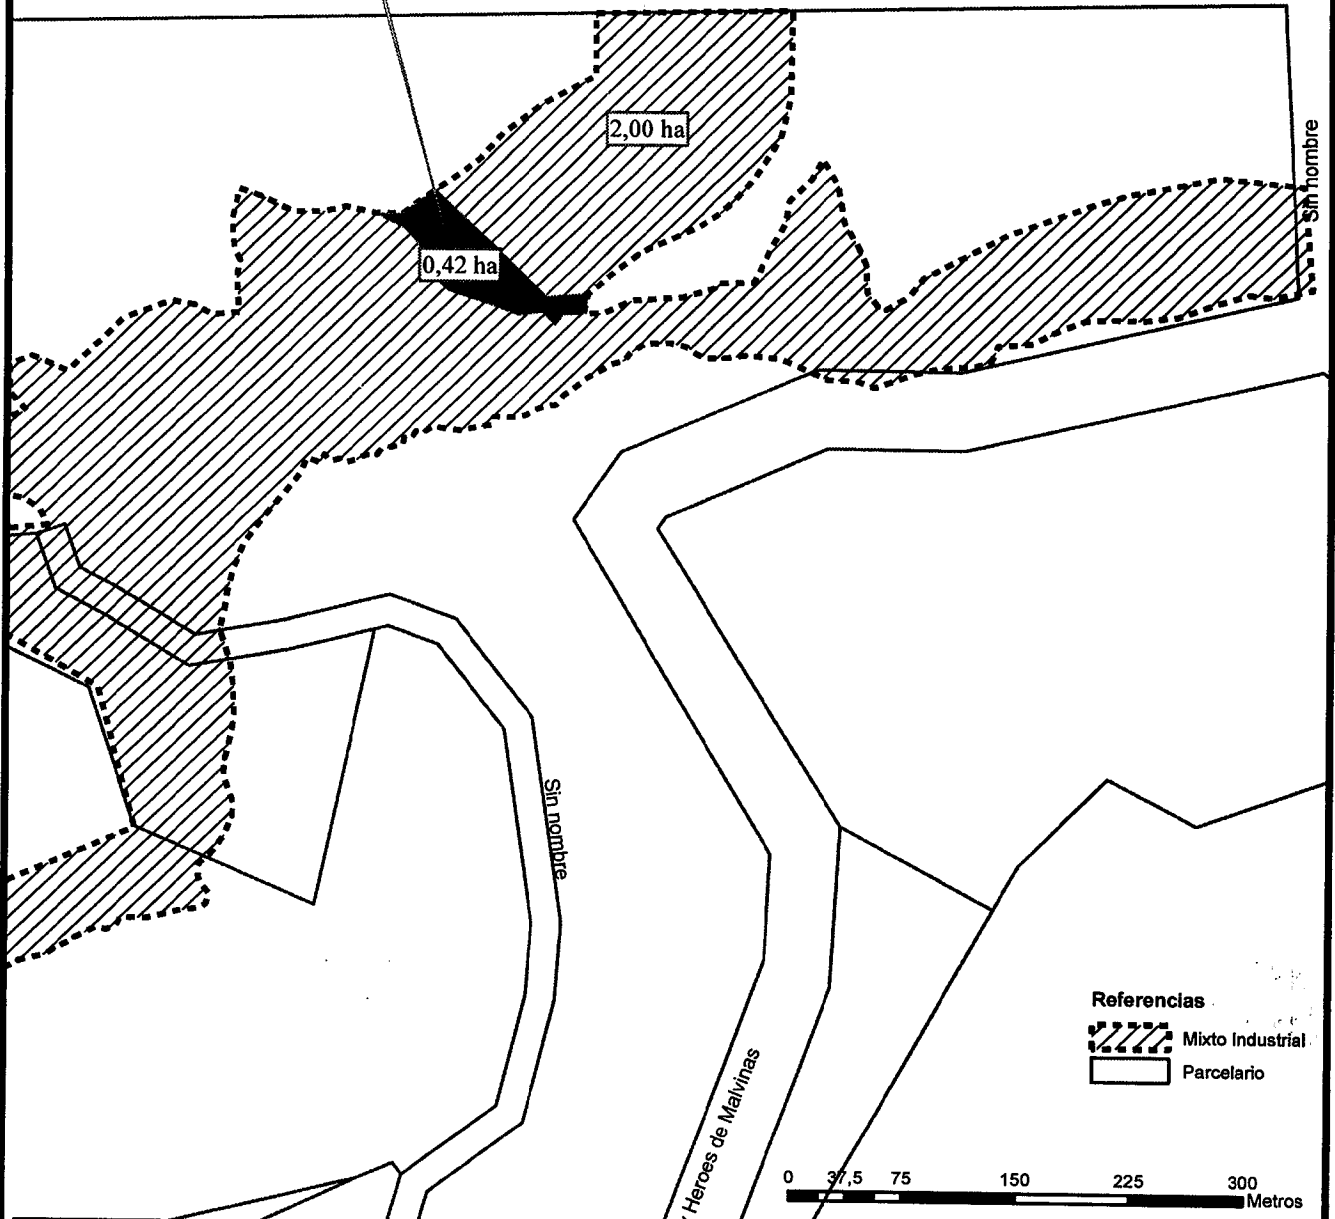 2,00 ha
Sin nombre
0,42 ha
Sin nombre
Referencias
Mixto Industrial
Parcelario
Heroes de Malvinas
0 37,5 75 150 225 300
Metros